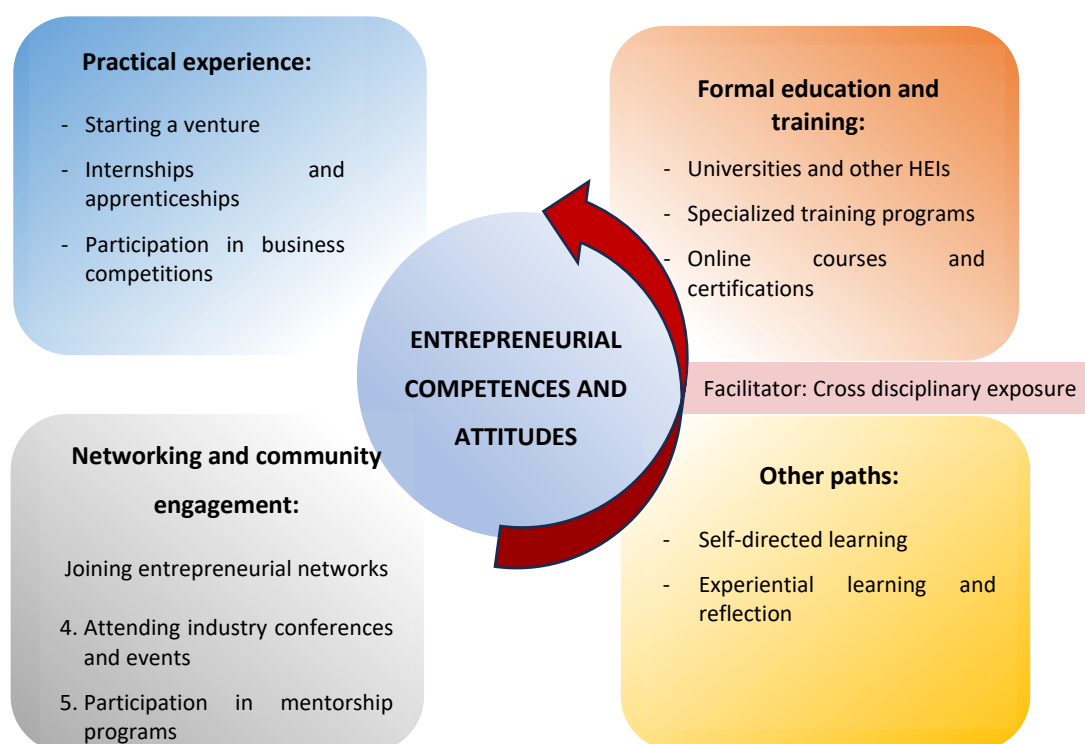 Practical experience:
- Starting a venture
- Internships and
apprenticeships
- Participation in business
competitions
Formal education and
training:
- Universities and other HEIs
- Specialized training programs
- Online courses and
certifications
ENTREPRENEURIAL
COMPETENCES AND
ATTITUDES
Facilitator: Cross disciplinary exposure
Networking and community
engagement:
Joining entrepreneurial networks
4. Attending industry conferences
and events
5. Participation in mentorship
programs
Other paths:
- Self-directed learning
- Experiential learning and
reflection